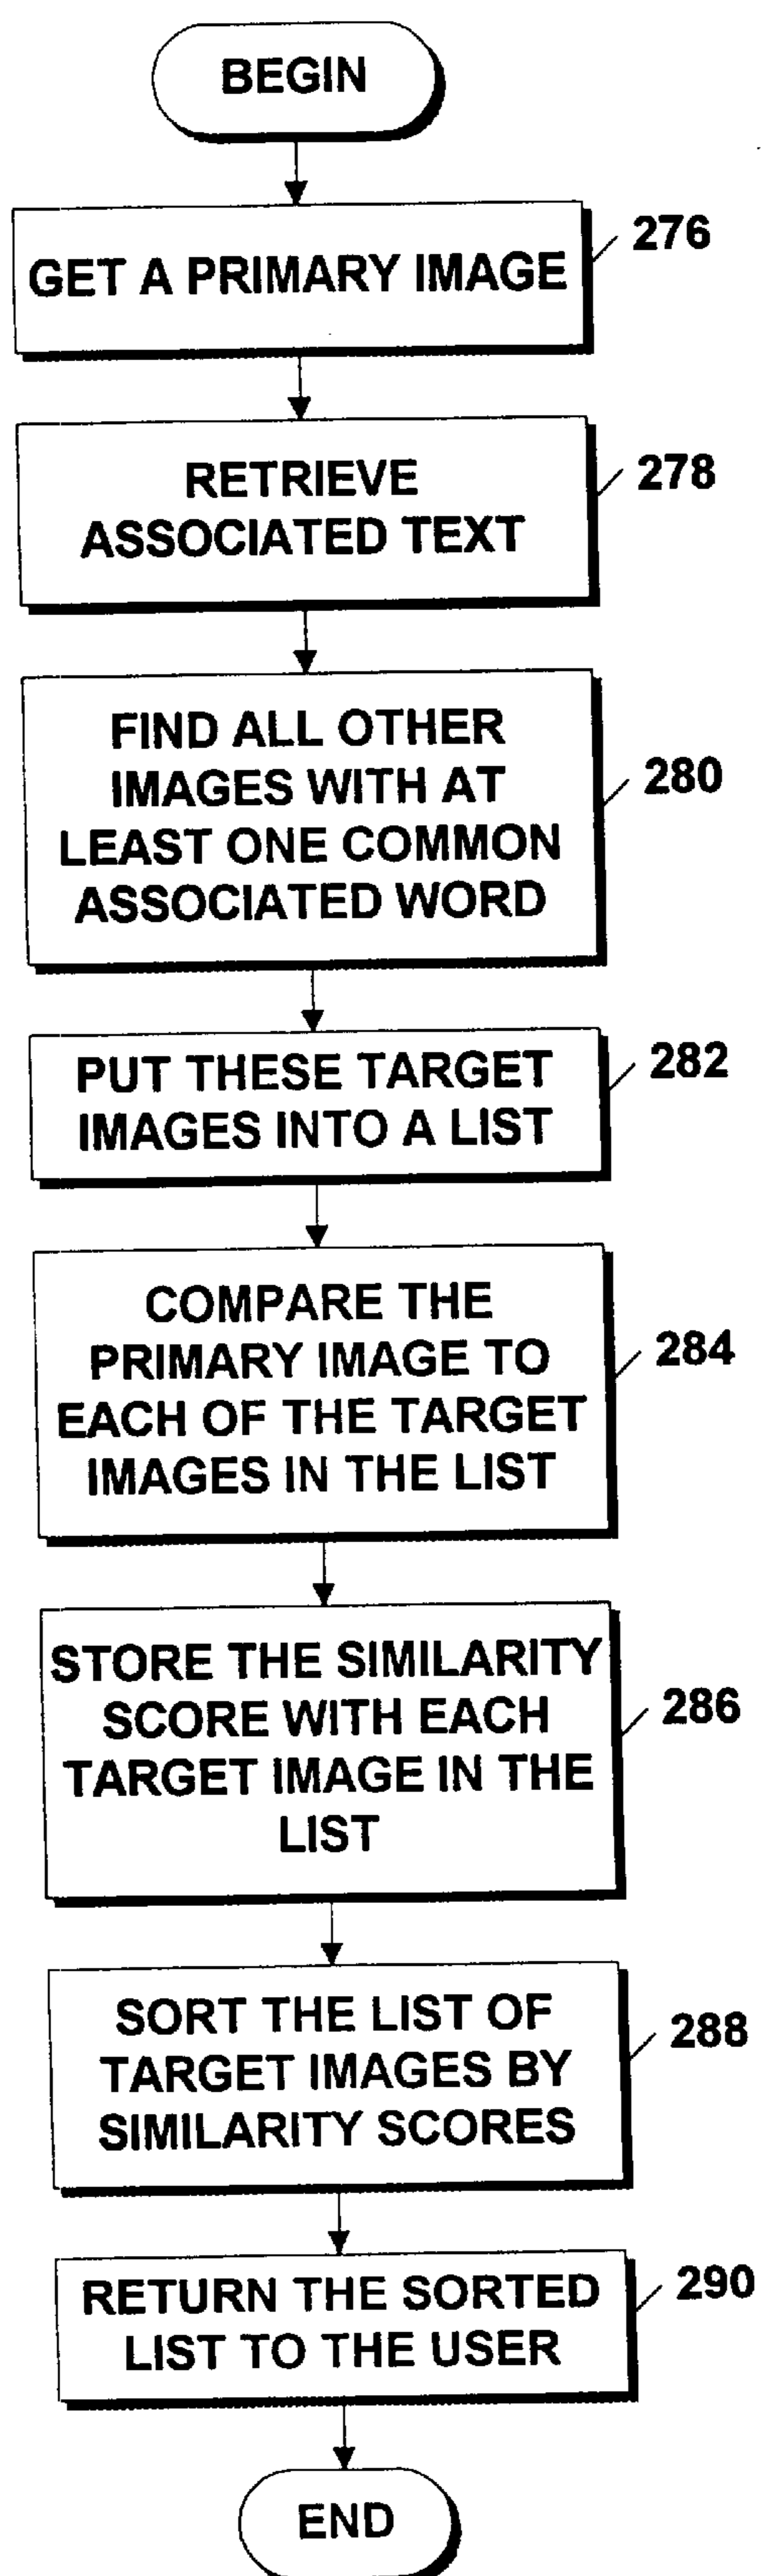 BEGIN
GET A PRIMARY IMAGE
276
RETRIEVE
ASSOCIATED TEXT
278
FIND ALL OTHER
IMAGES WITH AT
LEAST ONE COMMON
ASSOCIATED WORD
280
PUT THESE TARGET
IMAGES INTO A LIST
282
COMPARE THE
PRIMARY IMAGE TO
EACH OF THE TARGET
IMAGES IN THE LIST
284
STORE THE SIMILARITY
SCORE WITH EACH
TARGET IMAGE IN THE
LIST
286
SORT THE LIST OF
TARGET IMAGES BY
SIMILARITY SCORES
288
RETURN THE SORTED
LIST TO THE USER
290
END